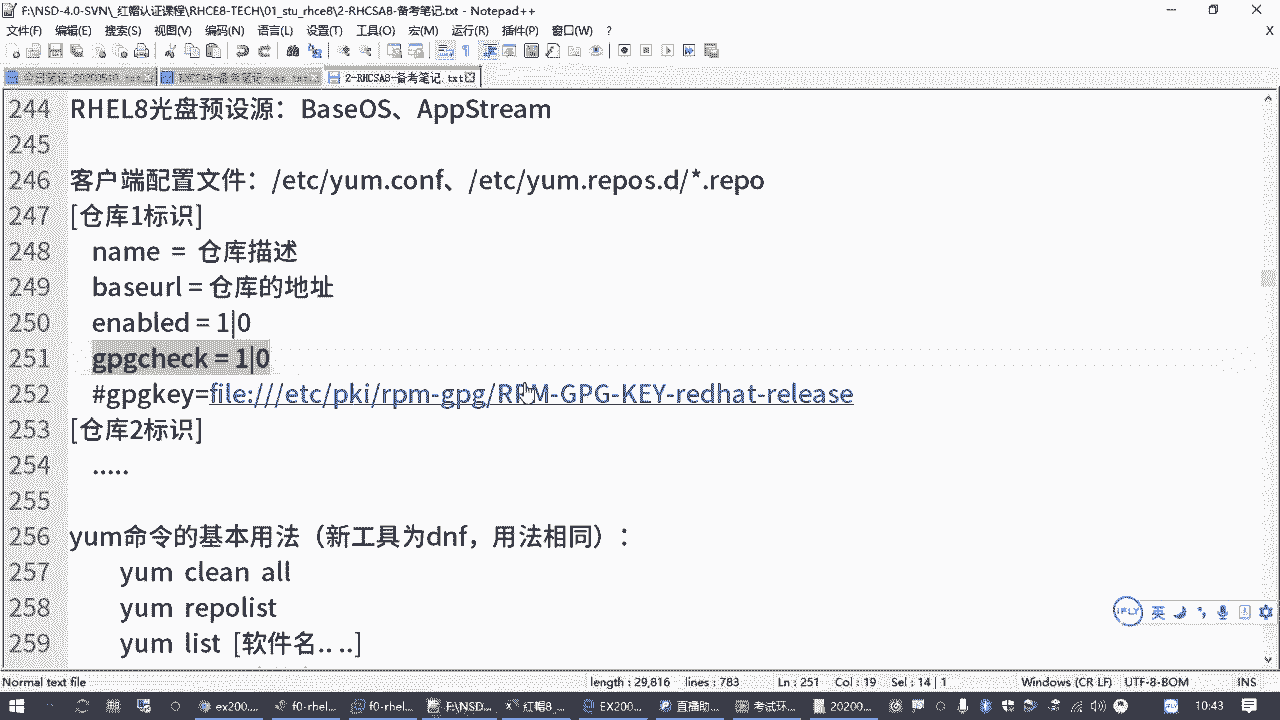 F:\NSD-4.0-SVN\_红帽认证课程\RHCE8-TECH\01_stu_rhce8\2-RHCSA8-备考笔记.txt - Notepad++
文件(F) 编辑(E) 搜索(S) 视图(V) 编码(N) 语言(L) 设置(T) 工具(O) 宏(M) 运行(R) 插件(P) 窗口(W) ? X
2-RHCSA8-备考笔记.txt
244 RHEL8光盘预设源：BaseOS、AppStream
245
246 客户端配置文件：/etc/yum.conf、/etc/yum.repos.d/*.repo
247 [仓库1标识]
248 name = 仓库描述
249 baseurl = 仓库的地址
250 enabled = 1|0
251 gpgcheck = 1|0
252 #gpgkey=file:///etc/pki/rpm-gpg/RPM-GPG-KEY-redhat-release
253 [仓库2标识]
254 .....
255
256 yum命令的基本用法（新工具为dnf，用法相同）：
257 yum clean all
258 yum repolist
259 yum list [软件名.. ..]
iFLY 英
Normal text file length : 29,816 lines : 783 Ln : 251 Col : 19 Sel : 14 | 1 Windows (CR LF) UTF-8-BOM INS
ex200... f0-rhel... f0-rhel... F:\NSD... 红帽8 ... EX200... 直播助... 考试环... 20200... 10:43